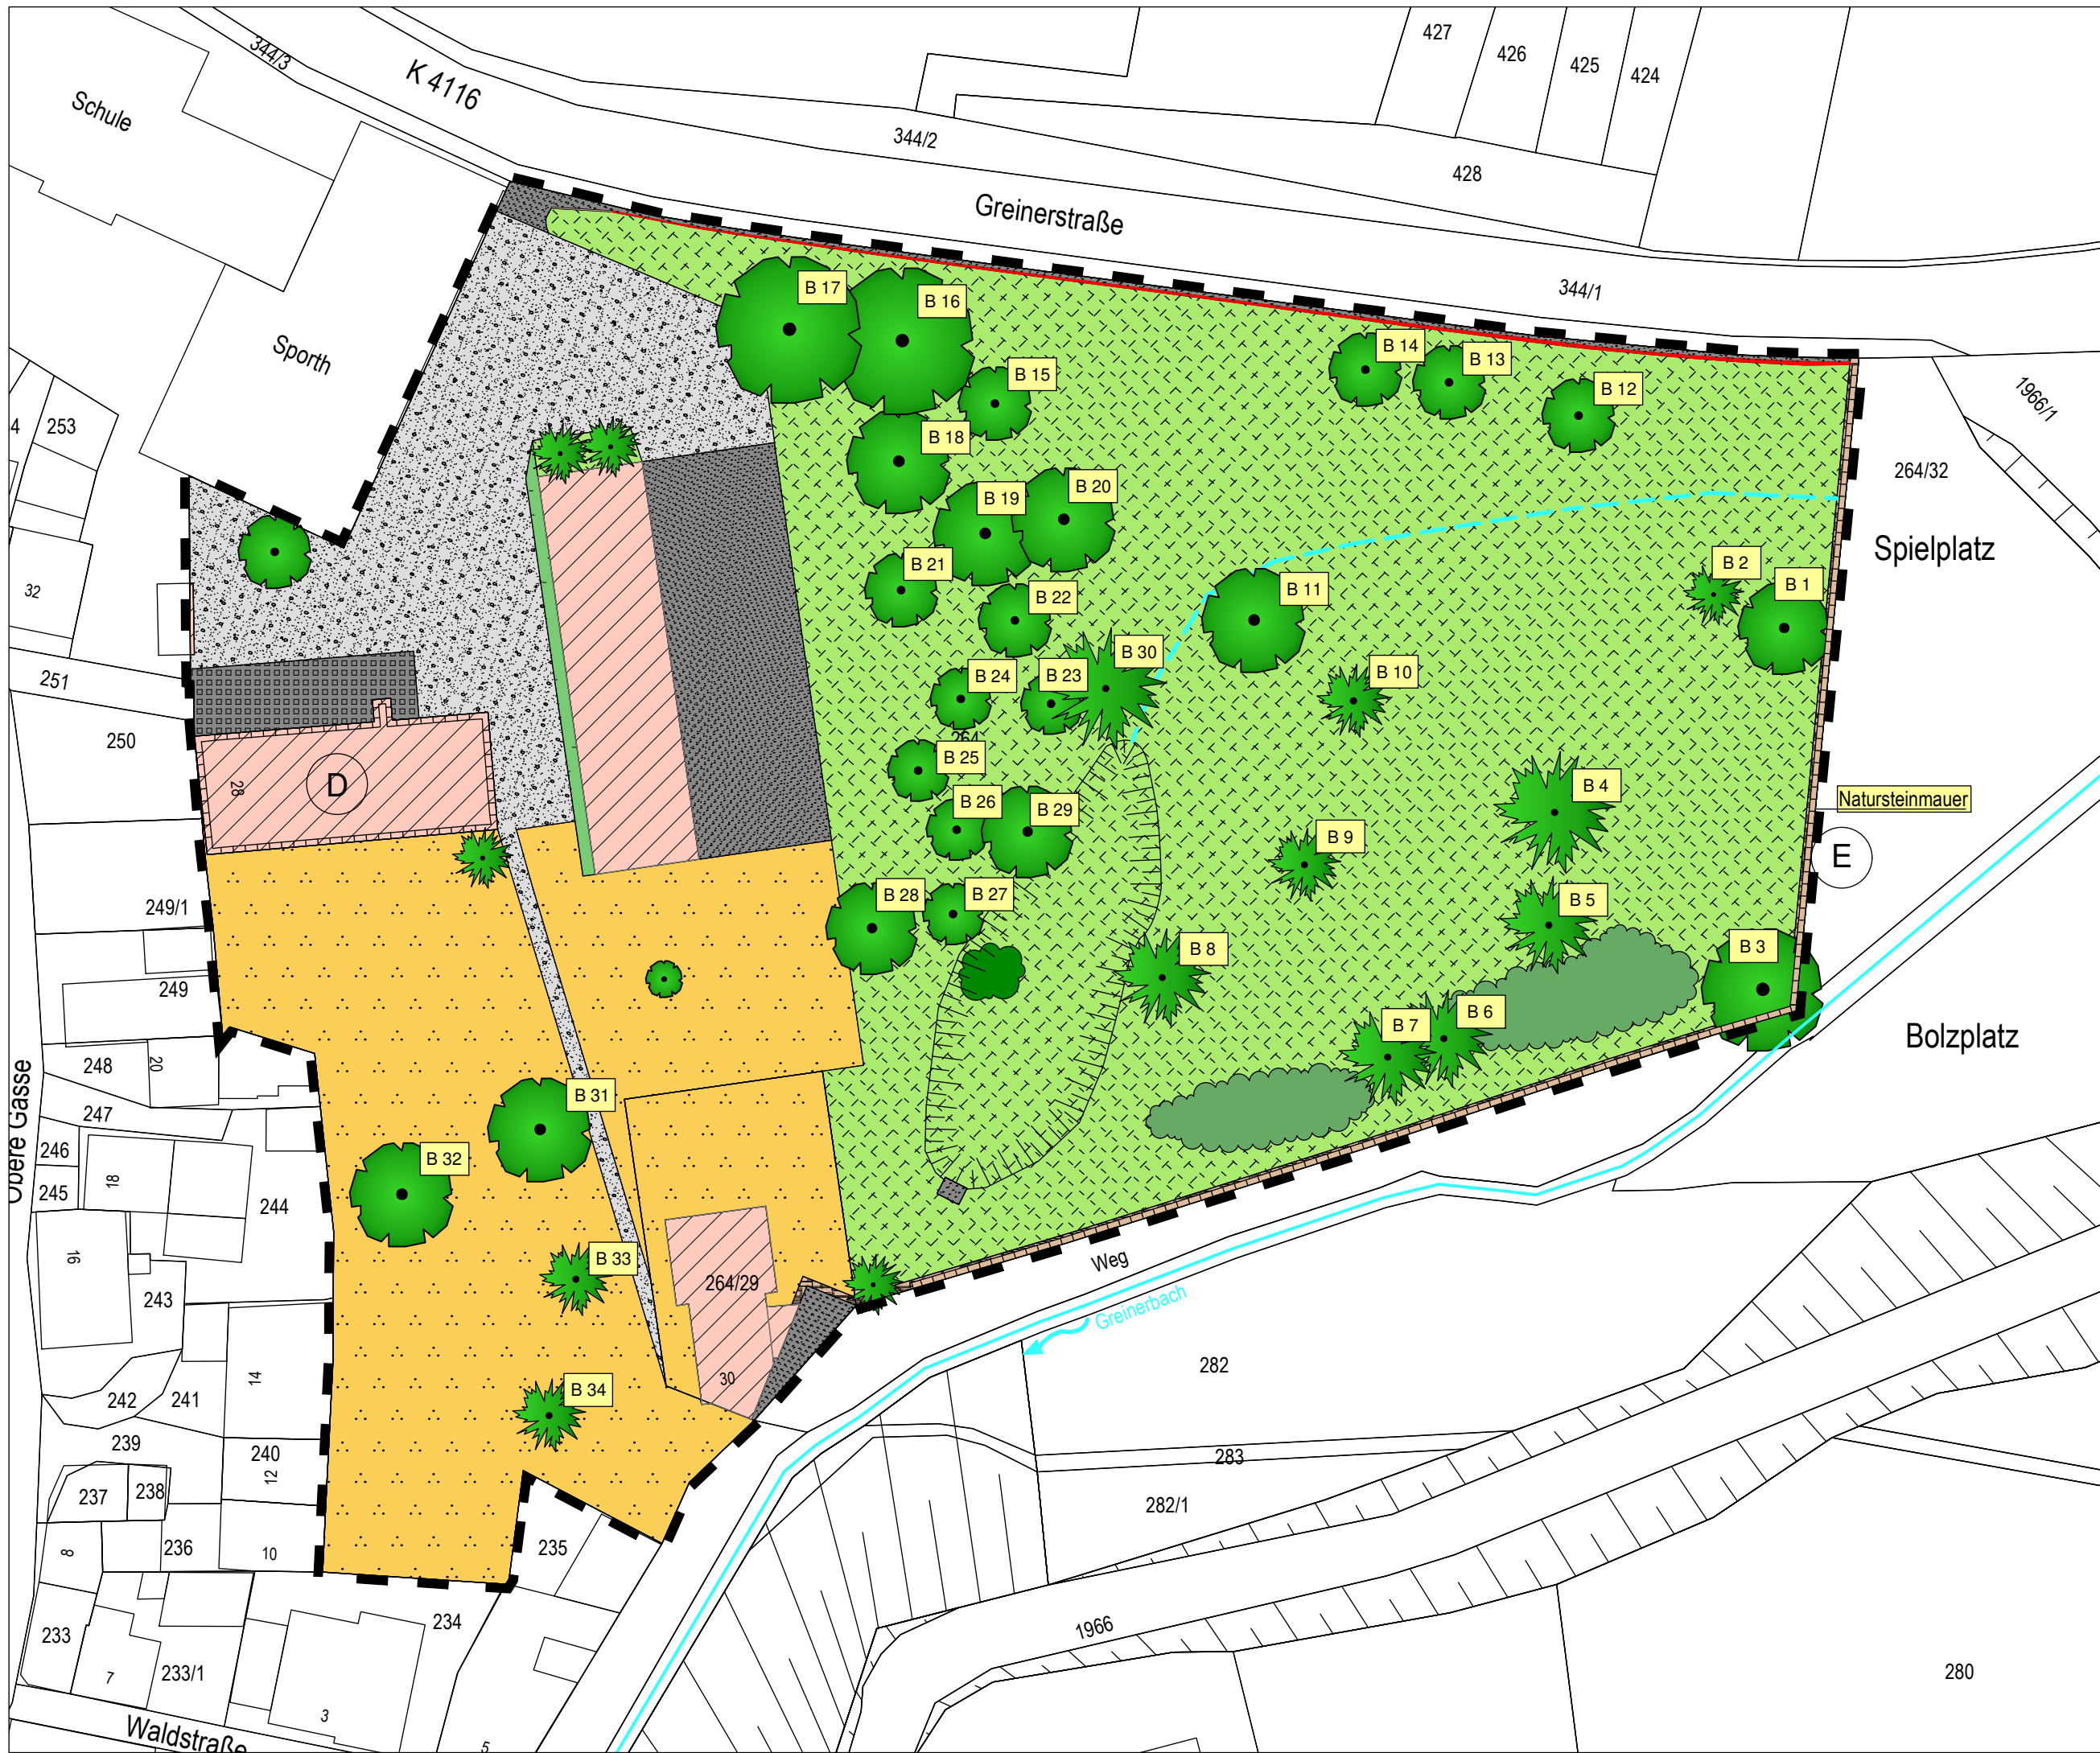 427
426
425
424
344/3
K 4116
Schule
344/2
428
Greinerstraße
344/1
B 17
B 16
Sporth
B 14
B 13
B 15
B 12
1966/1
4
253
B 18
264/32
B 20
B 19
Spielplatz
B 21
B 2
B 1
B 11
32
B 22
B 30
B 10
B 24
B 23
251
264
250
B 25
28
D
B 4
Natursteinmauer
B 26
B 29
B 9
E
B 28
B 27
B 5
249/1
B 8
B 3
249
B 7
B 6
Bolzplatz
248
20
B 31
247
Obere Gasse
246
B 32
245
18
244
16
B 33
Weg
264/29
243
Greinerbach
282
14
30
B 34
242
241
239
240
12
283
237
238
282/1
236
10
235
8
234
1966
233
7
233/1
280
3
Waldstraße
5